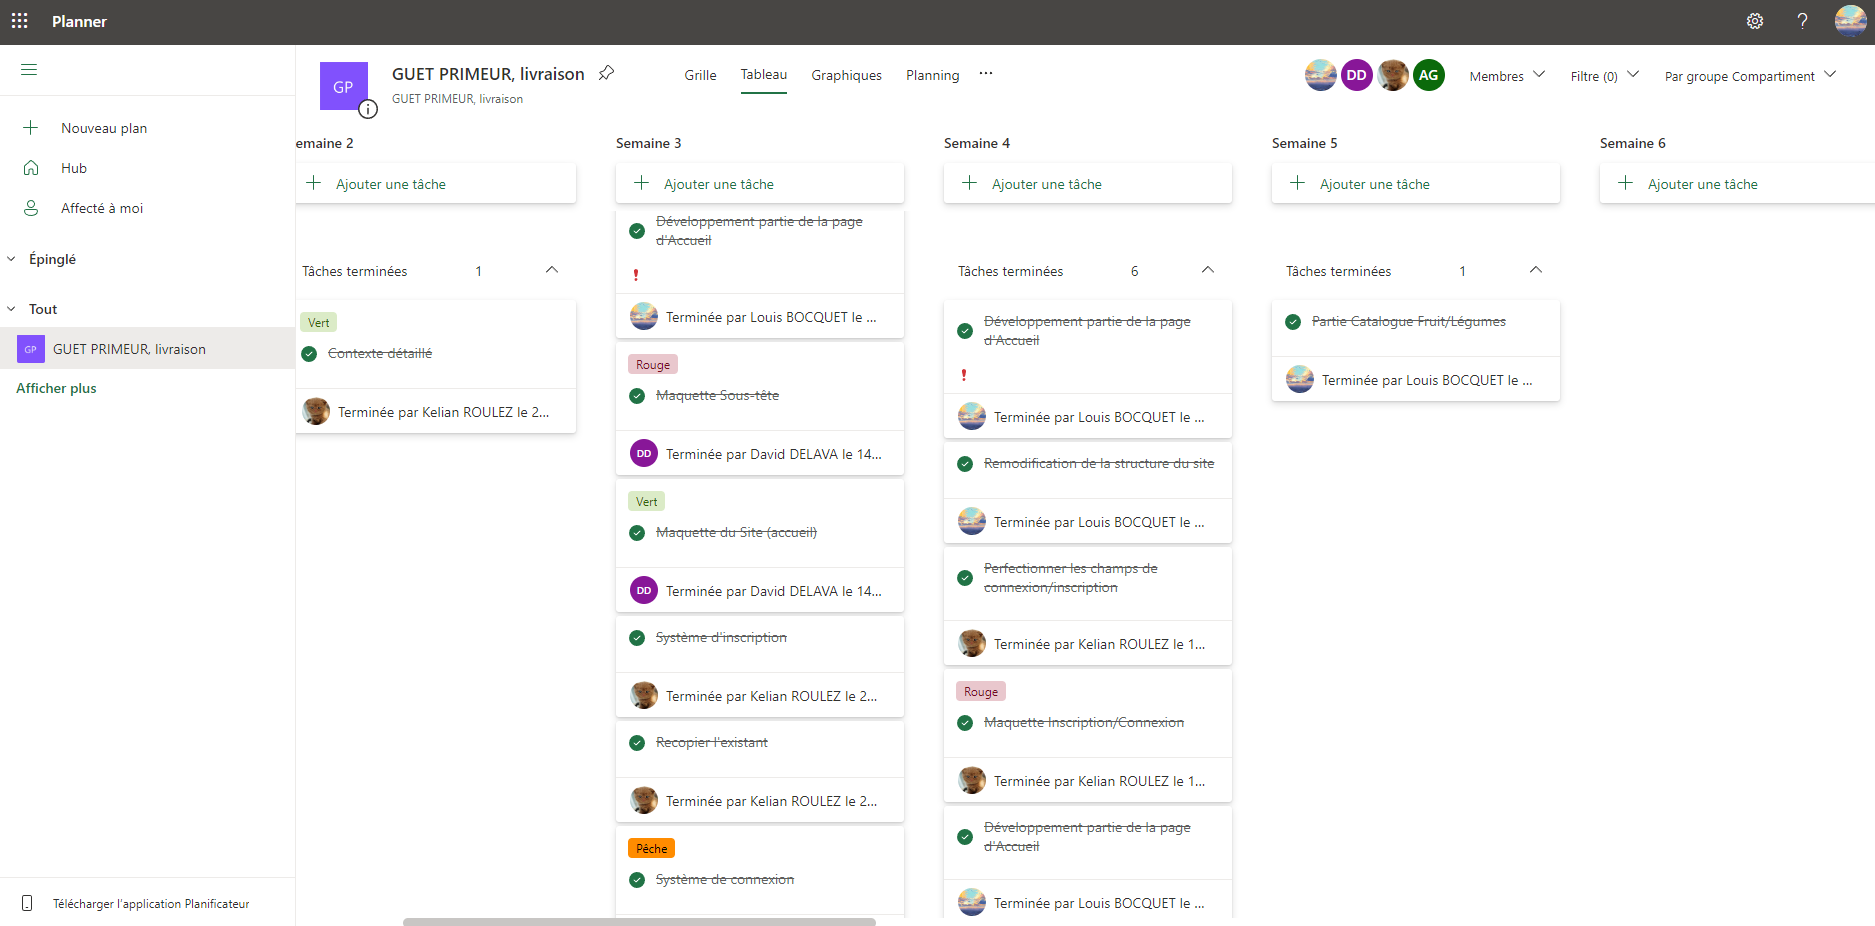 Planner
Nouveau plan
Hub
Affecté à moi
Épinglé
Tout
GP
GUET PRIMEUR, livraison
Afficher plus
Télécharger l'application Planificateur
GP
GUET PRIMEUR, livraison
GUET PRIMEUR, livraison
Grille
Tableau
Graphiques
Planning
DD
AG
Membres
Filtre (0)
Par groupe Compartiment
emaine 2
Ajouter une tâche
Tâches terminées 1
Vert
Contexte détaillé
Terminée par Kelian ROULEZ le 2...
Semaine 3
Ajouter une tâche
Développement partie de la page
d'Accueil
Terminée par Louis BOCQUET le ...
Rouge
Maquette Sous-tête
DD
Terminée par David DELAVA le 14...
Vert
Maquette du Site (accueil)
DD
Terminée par David DELAVA le 14...
Système d'inscription
Terminée par Kelian ROULEZ le 2...
Recopier l'existant
Terminée par Kelian ROULEZ le 2...
Pêche
Système de connexion
Semaine 4
Ajouter une tâche
Tâches terminées 6
Développement partie de la page
d'Accueil
Terminée par Louis BOCQUET le ...
Remodification de la structure du site
Terminée par Louis BOCQUET le ...
Perfectionner les champs de
connexion/inscription
Terminée par Kelian ROULEZ le 1...
Rouge
Maquette Inscription/Connexion
Terminée par Kelian ROULEZ le 1...
Développement partie de la page
d'Accueil
Terminée par Louis BOCQUET le ...
Semaine 5
Ajouter une tâche
Tâches terminées 1
Partie Catalogue Fruit/Légumes
Terminée par Louis BOCQUET le ...
Semaine 6
Ajouter une tâche